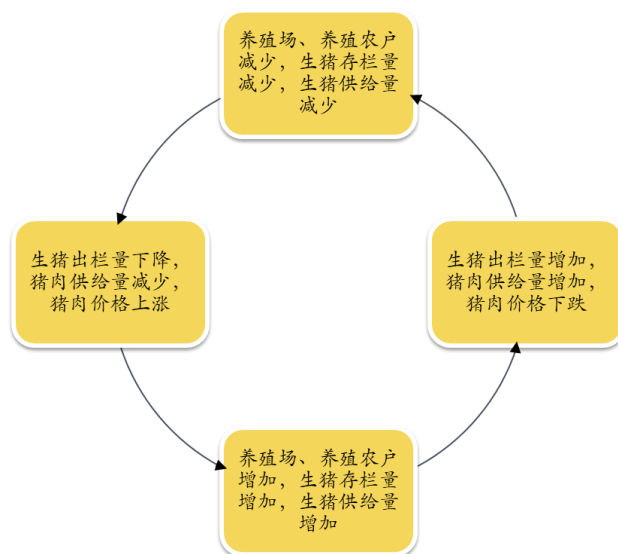 养殖场、养殖农户
减少，生猪存栏量
减少，生猪供给量
减少
生猪出栏量下降，
猪肉供给量减少，
猪肉价格上涨
生猪出栏量增加，
猪肉供给量增加，
猪肉价格下跌
养殖场、养殖农户
增加，生猪存栏量
增加，生猪供给量
增加